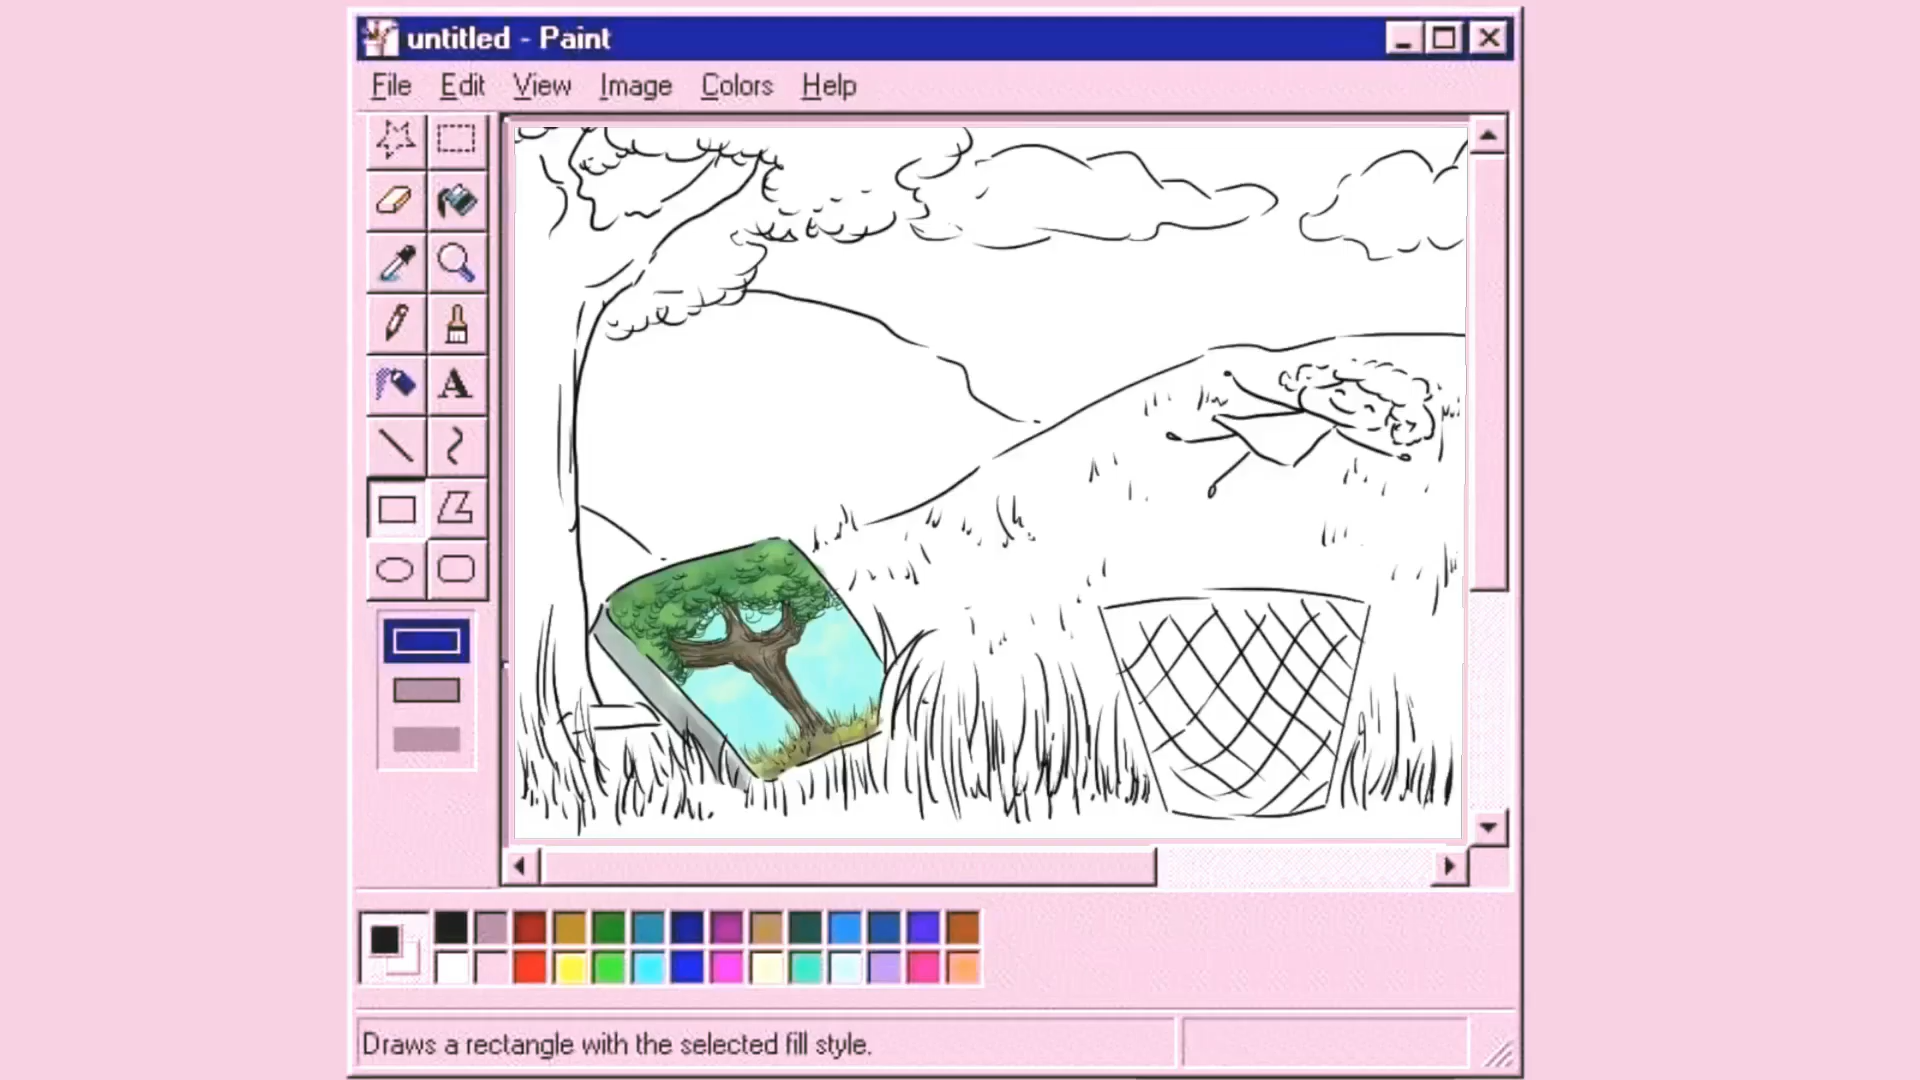 untitled - Paint
File Edit View Image Colors Help
A
Draws a rectangle with the selected fill style.